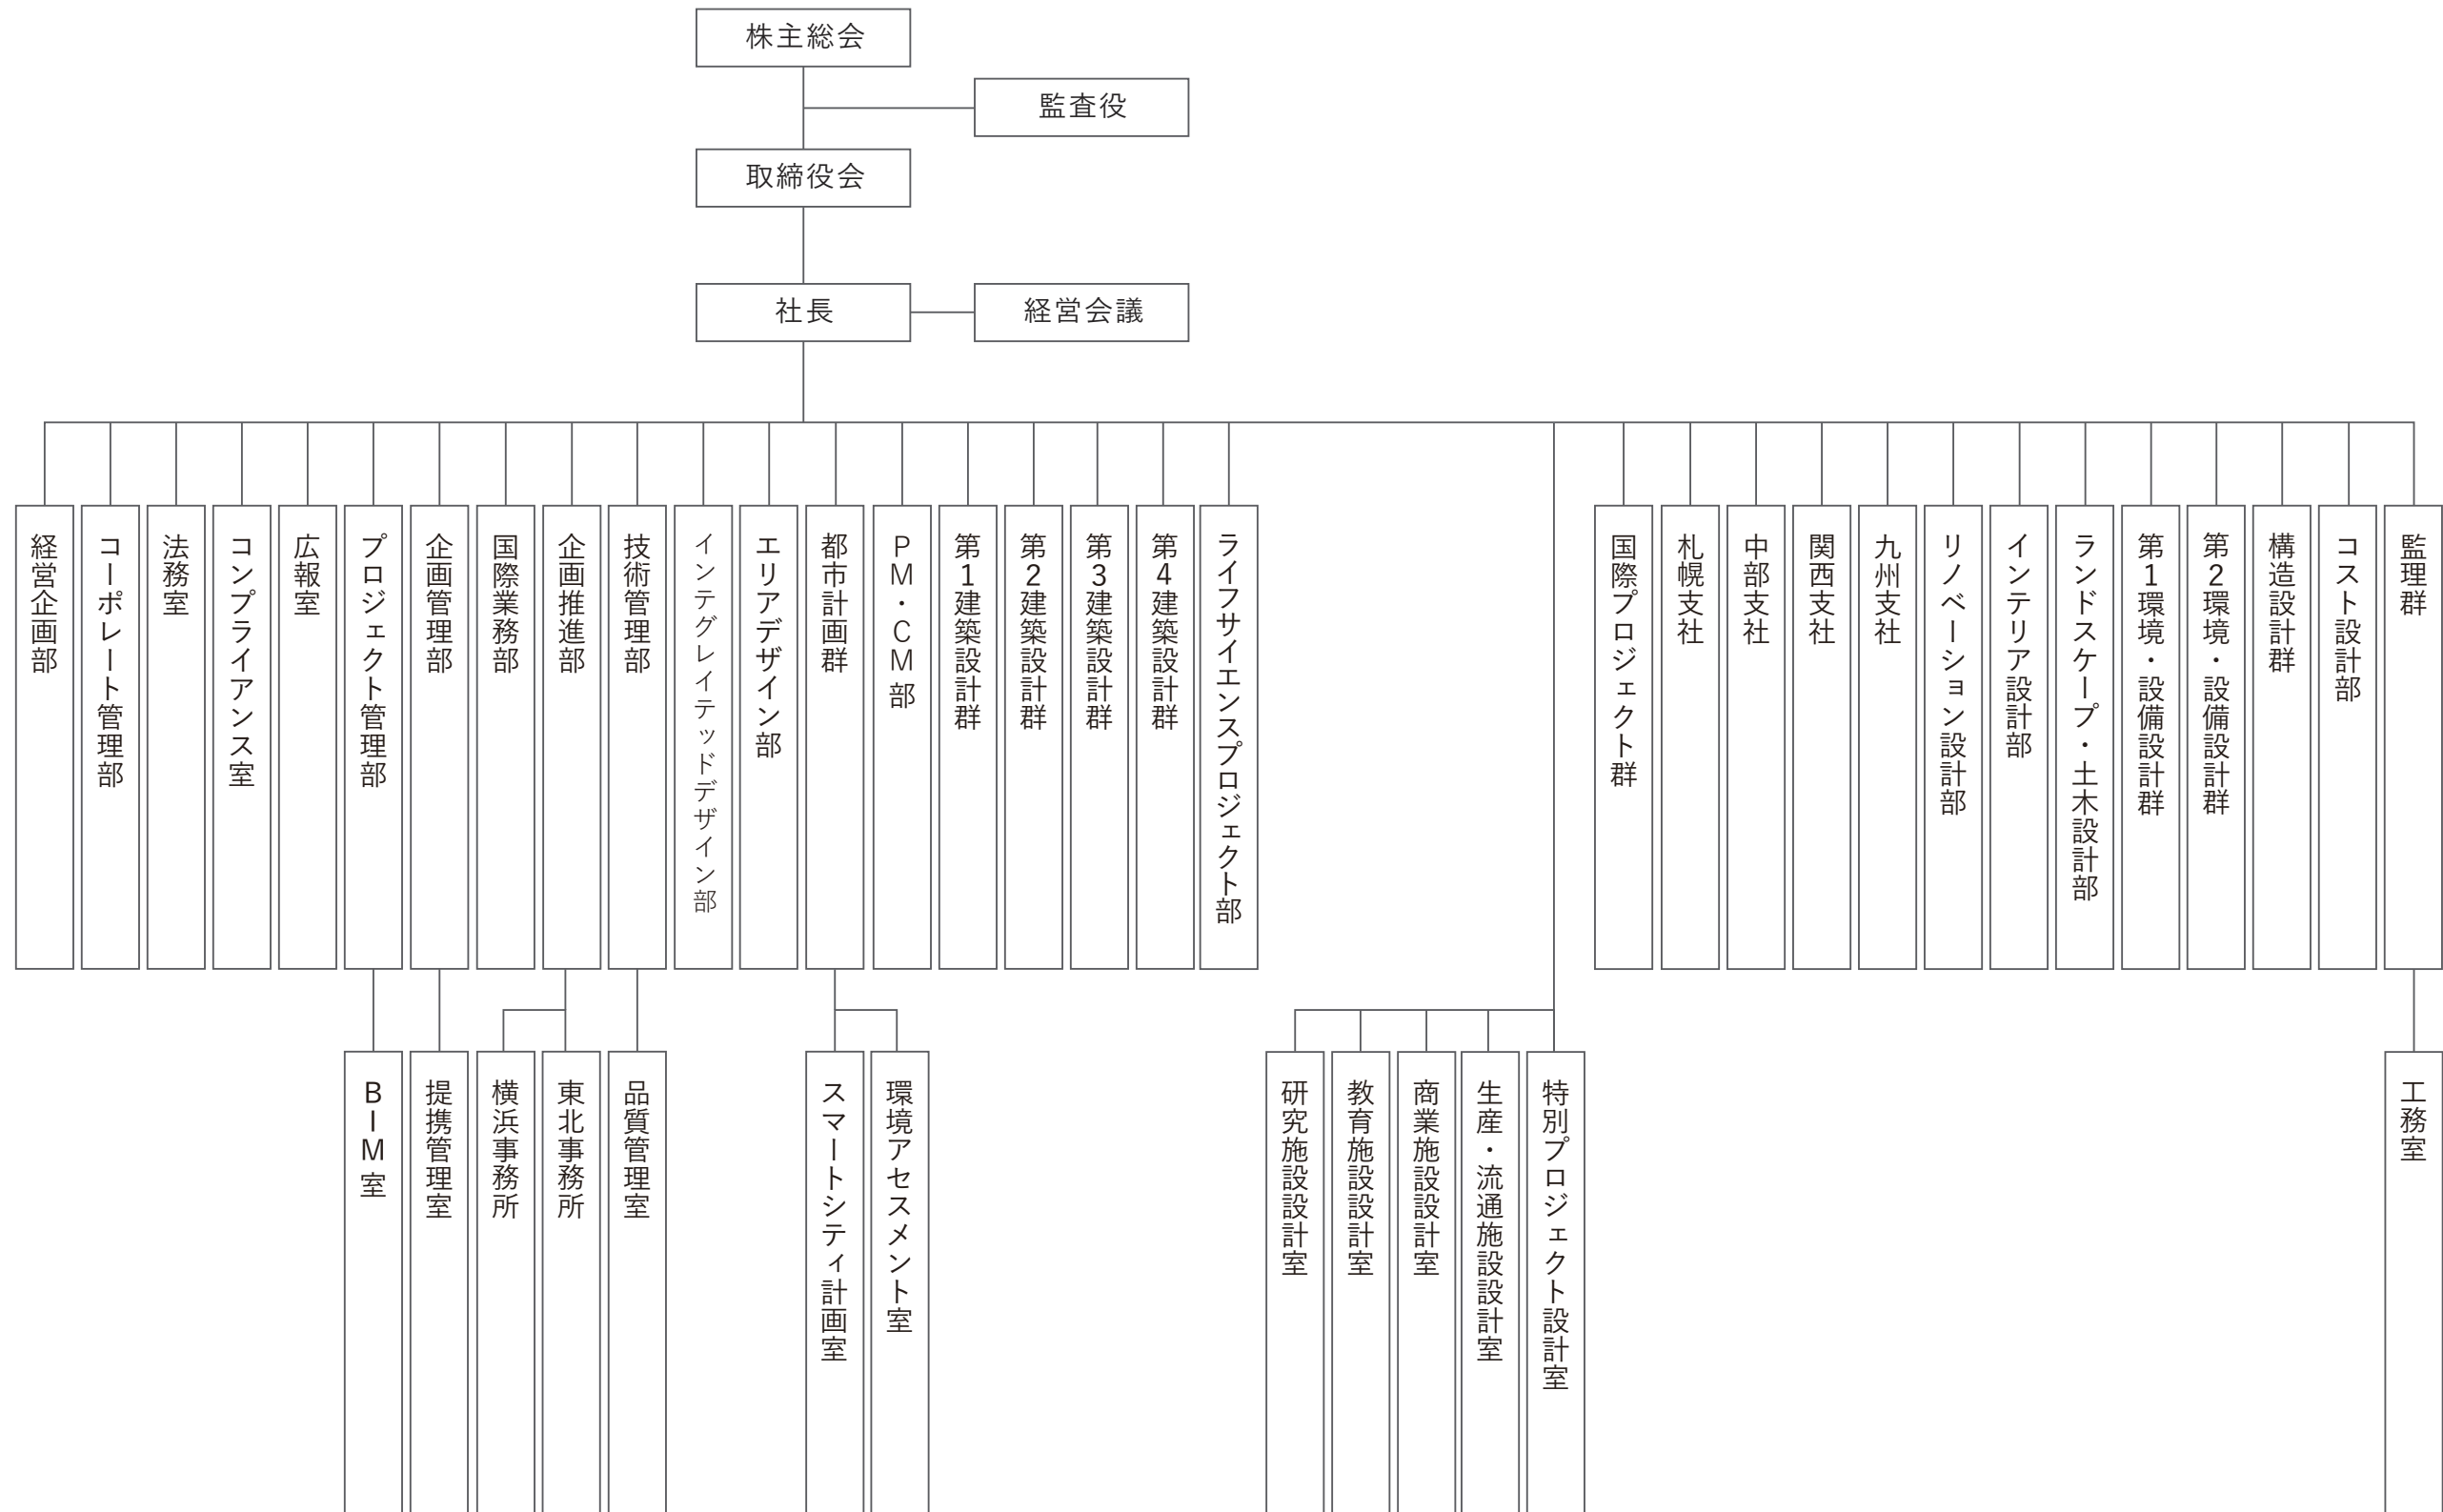 株主総会
監査役
取締役会
社長
経営会議
経営企画部
コーポレート管理部
法務室
コンプライアンス室
広報室
プロジェクト管理部
企画管理部
国際業務部
企画推進部
技術管理部
インテグレイテッドデザイン部
エリアデザイン部
都市計画群
PM・CM部
第1建築設計群
第2建築設計群
第3建築設計群
第4建築設計群
ライフサイエンスプロジェクト部
国際プロジェクト群
札幌支社
中部支社
関西支社
九州支社
リノベーション設計部
インテリア設計部
ランドスケープ・土木設計部
第1環境・設備設計群
第2環境・設備設計群
構造設計群
コスト設計部
監理群
BIM室
提携管理室
横浜事務所
東北事務所
品質管理室
スマートシティ計画室
環境アセスメント室
研究施設設計室
教育施設設計室
商業施設設計室
生産・流通施設設計室
特別プロジェクト設計室
工務室